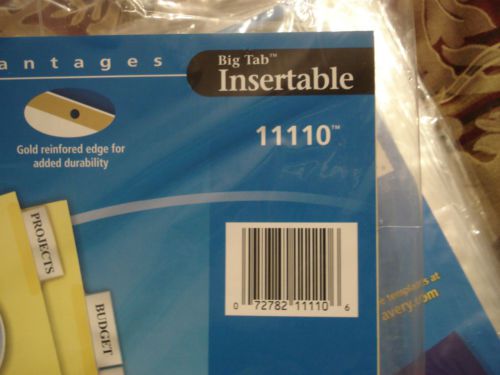 antages
Big Tab™
Insertable
11110™
Gold reinfored edge for
added durability
PROJECTS
BUDGET
0 72782 11110 6
templates at
avery.com